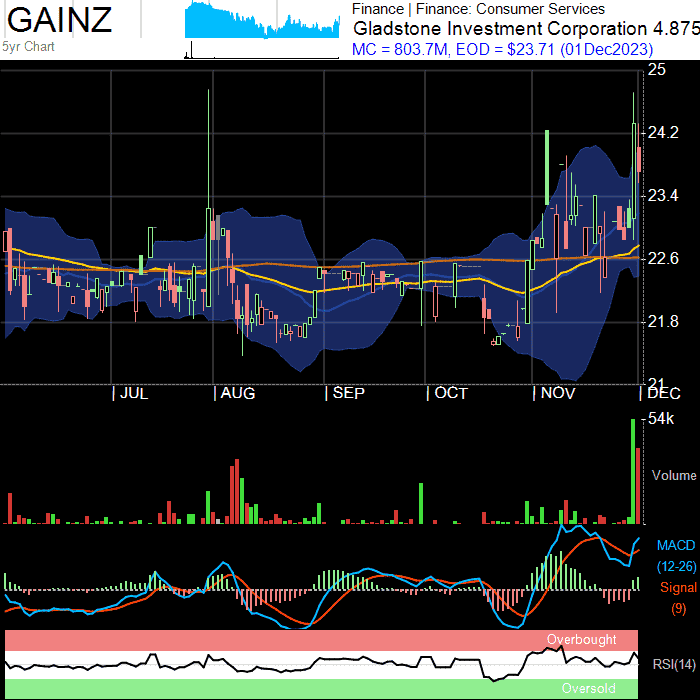 GAINZ
5yr Chart
Finance | Finance: Consumer Services
Gladstone Investment Corporation 4.875
MC = 803.7M, EOD = $23.71 (01Dec2023)
25
24.2
23.4
22.6
21.8
21
JUL
AUG
SEP
OCT
NOV
DEC
54k
Volume
MACD
(12-26)
Signal
(9)
Overbought
RSI(14)
Oversold